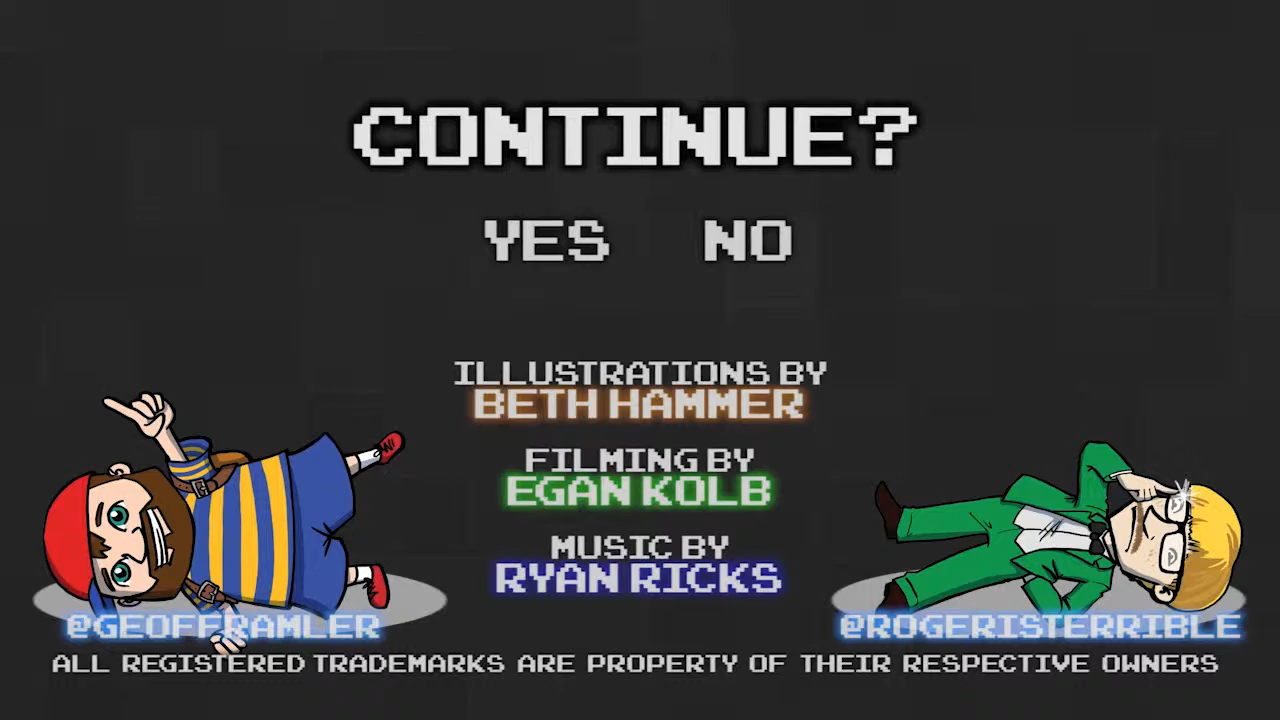 CONTINUE?
YES NO
ILLUSTRATIONS BY
BETH HAMMER
FILMING BY
EGAN KOLB
MUSIC BY
RYAN RICKS
@GEOFFRAMLER
@ROGERISTERRIBLE
ALL REGISTERED TRADEMARKS ARE PROPERTY OF THEIR RESPECTIVE OWNERS